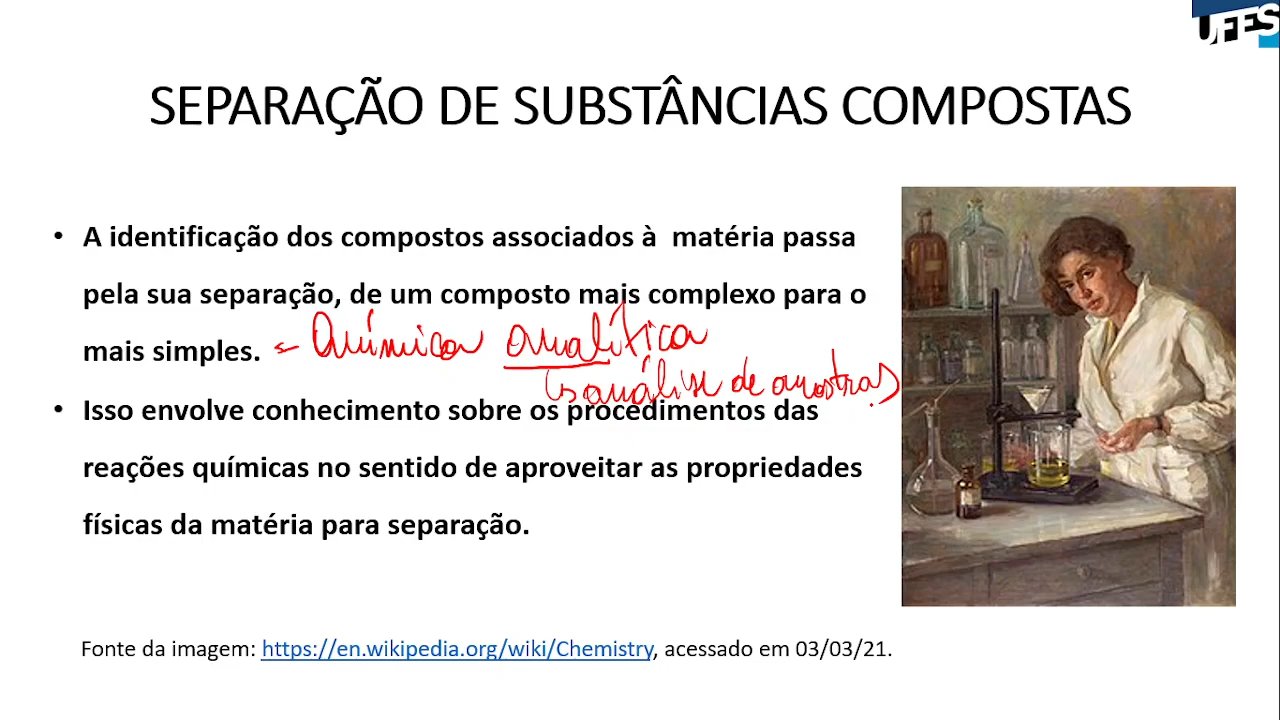 UFES
SEPARAÇÃO DE SUBSTÂNCIAS COMPOSTAS
• A identificação dos compostos associados à matéria passa
pela sua separação, de um composto mais complexo para o
mais simples.
Química analítica
análise de amostras
• Isso envolve conhecimento sobre os procedimentos das
reações químicas no sentido de aproveitar as propriedades
físicas da matéria para separação.
Fonte da imagem: https://en.wikipedia.org/wiki/Chemistry, acessado em 03/03/21.